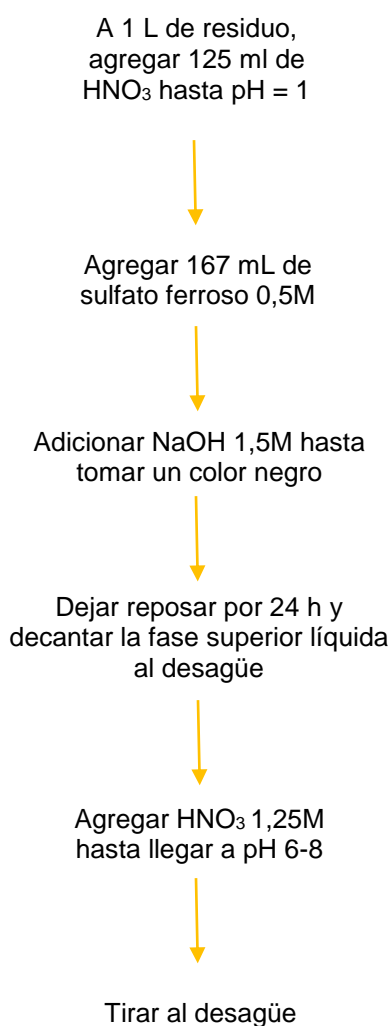 A 1 L de residuo,
agregar 125 ml de
HNO₃ hasta pH = 1
Agregar 167 mL de
sulfato ferroso 0,5M
Adicionar NaOH 1,5M hasta
tomar un color negro
Dejar reposar por 24 h y
decantar la fase superior líquida
al desagüe
Agregar HNO₃ 1,25M
hasta llegar a pH 6-8
Tirar al desagüe